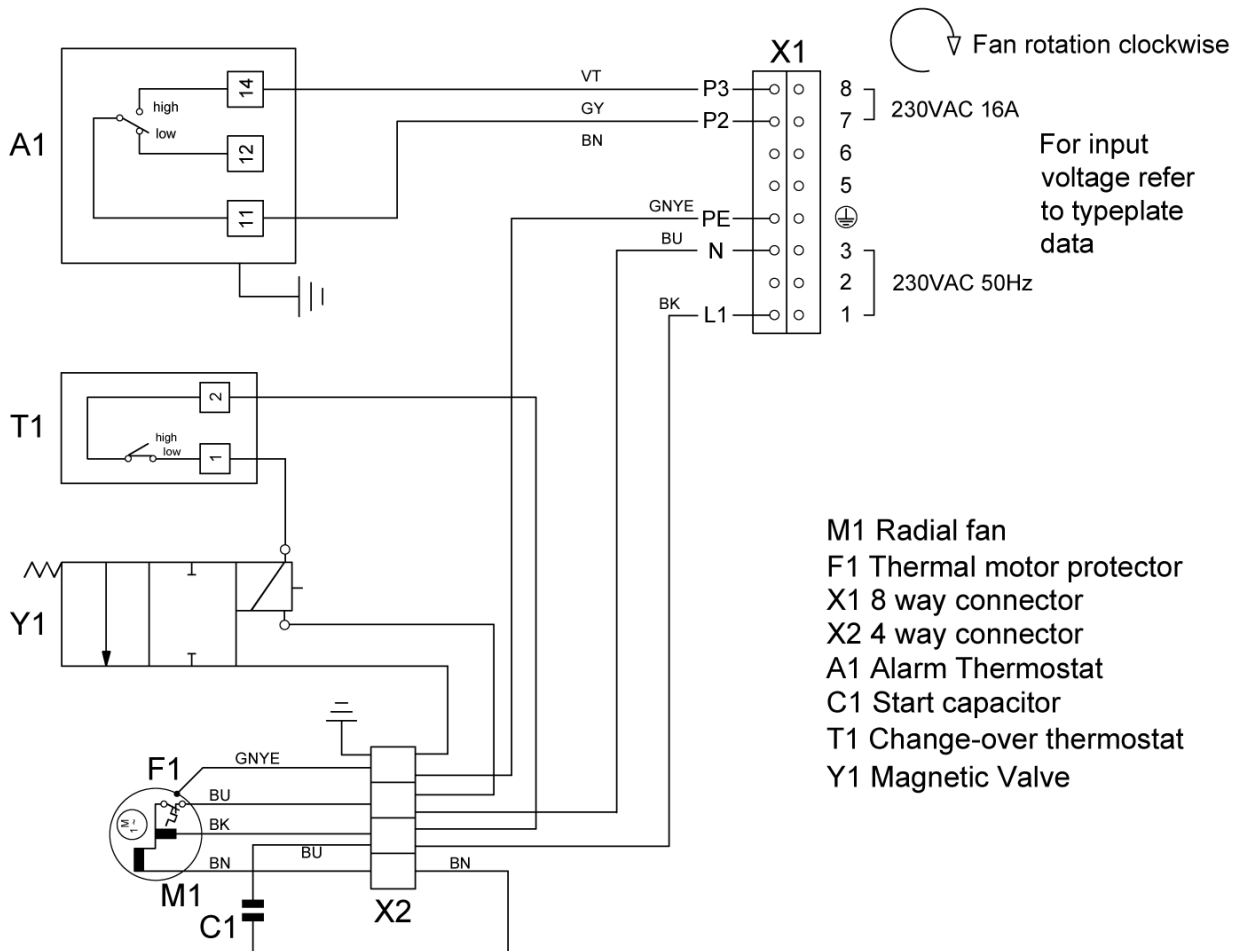 X1
Fan rotation clockwise
A1
14
high
low
12
11
VT
P3
8
230VAC 16A
GY
P2
7
BN
6
5
For input
voltage refer
to typeplate
data
GNYE
PE
BU
N
3
2
230VAC 50Hz
BK
L1
1
T1
2
high
low
1
Y1
M1 Radial fan
F1 Thermal motor protector
X1 8 way connector
X2 4 way connector
A1 Alarm Thermostat
C1 Start capacitor
T1 Change-over thermostat
Y1 Magnetic Valve
F1
GNYE
BU
M
1~
BK
BU
BN
BN
M1
C1
X2